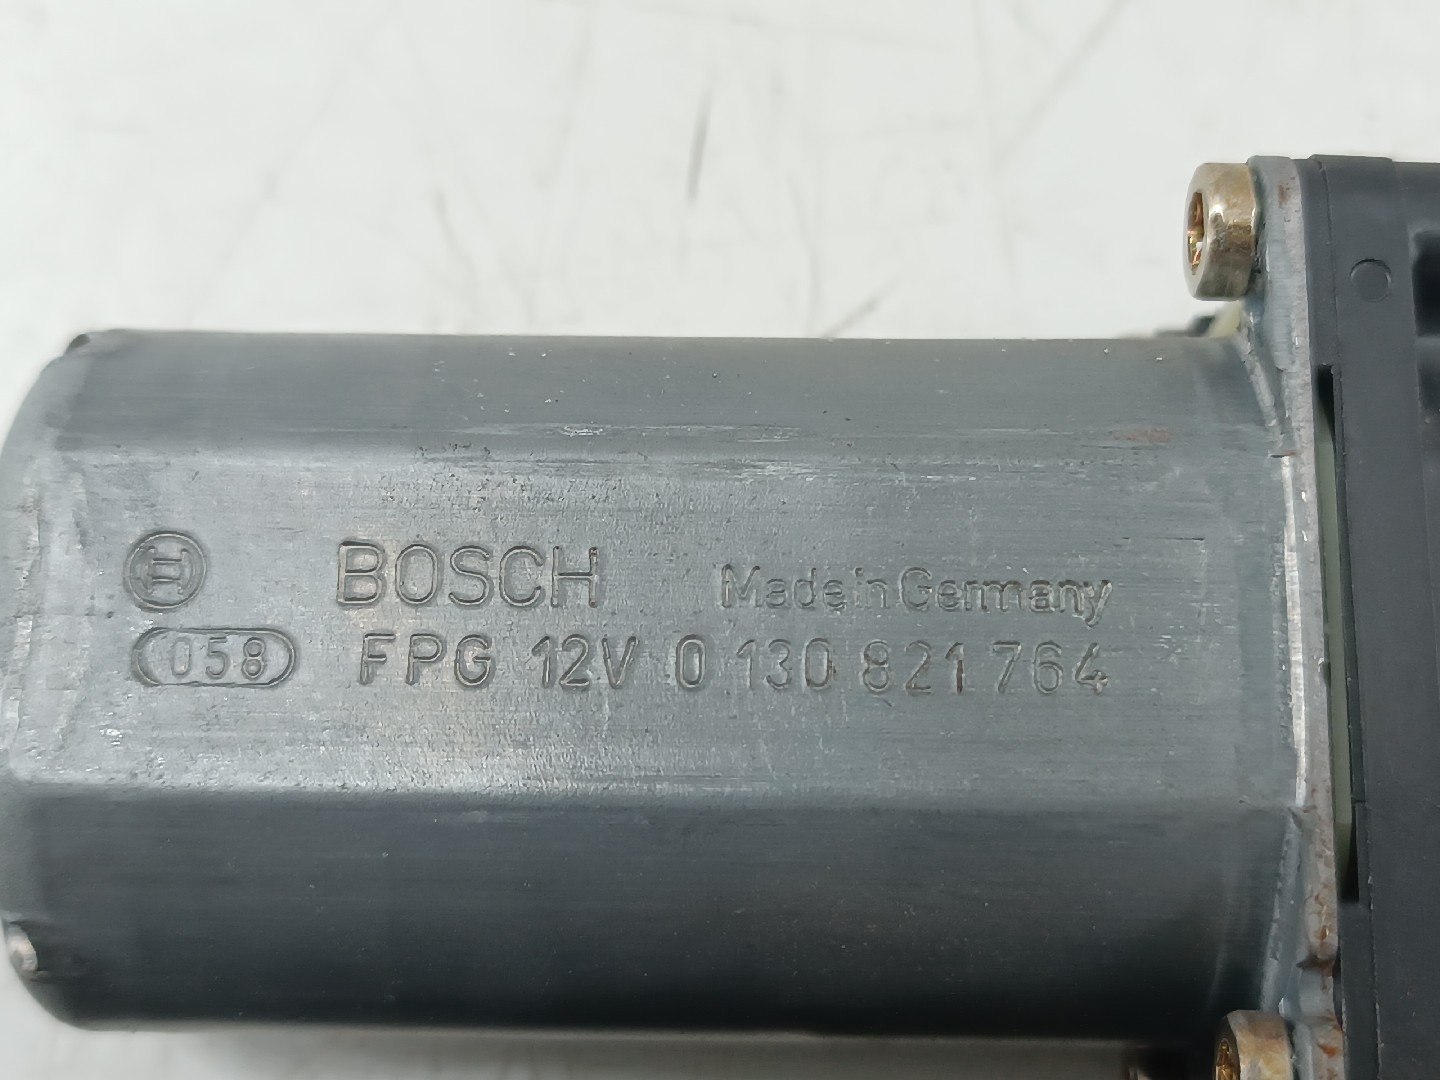 BOSCH Made in Germany
058 FPG 12V 0 130 821 764